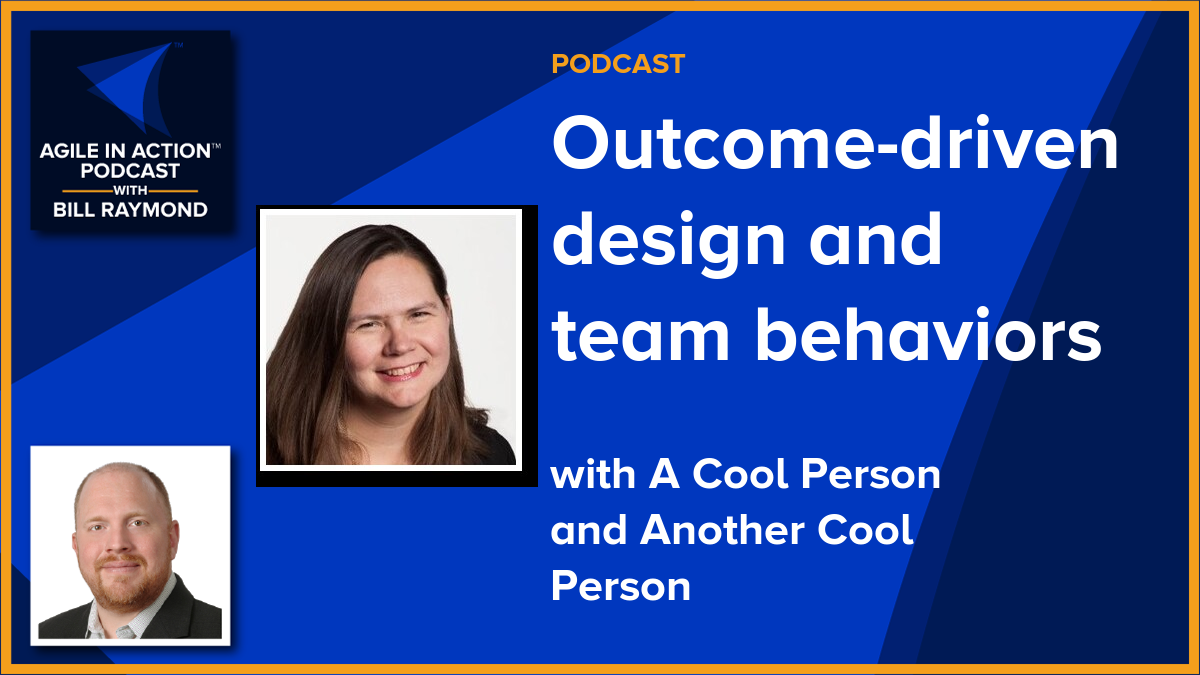 AGILE IN ACTION™
PODCAST
WITH
BILL RAYMOND
PODCAST
Outcome-driven
design and
team behaviors
with A Cool Person
and Another Cool
Person